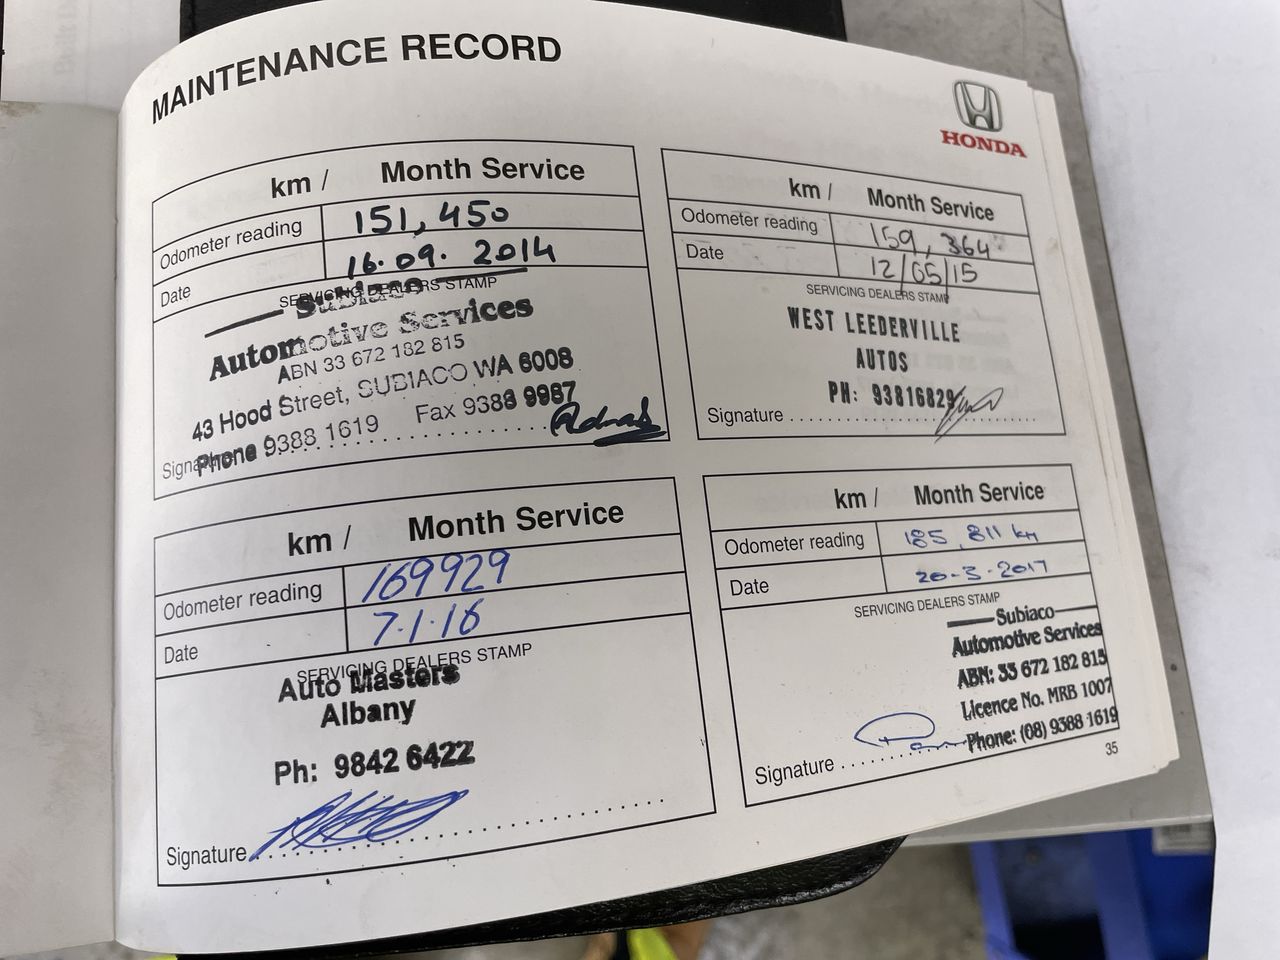 MAINTENANCE RECORD
HONDA
km / Month Service
Odometer reading 151,450
Date 16.09.2014
SERVICING DEALERS STAMP
Subiaco
Automotive Services
ABN 33 672 182 815
43 Hood Street, SUBIACO WA 6008
Phone 9388 1619 Fax 9388 9987
Signature
km / Month Service
Odometer reading 159,364
Date 12/05/15
SERVICING DEALERS STAMP
WEST LEEDERVILLE
AUTOS
PH: 93816829
Signature
km / Month Service
Odometer reading 169929
Date 7.1.16
SERVICING DEALERS STAMP
Auto Masters
Albany
Ph: 9842 6422
Signature
km / Month Service
Odometer reading 185,811 km
Date 20-3-2017
SERVICING DEALERS STAMP
Subiaco
Automotive Services
ABN: 33 672 182 815
Licence No. MRB 1007
Phone: (08) 9388 1619
Signature
35